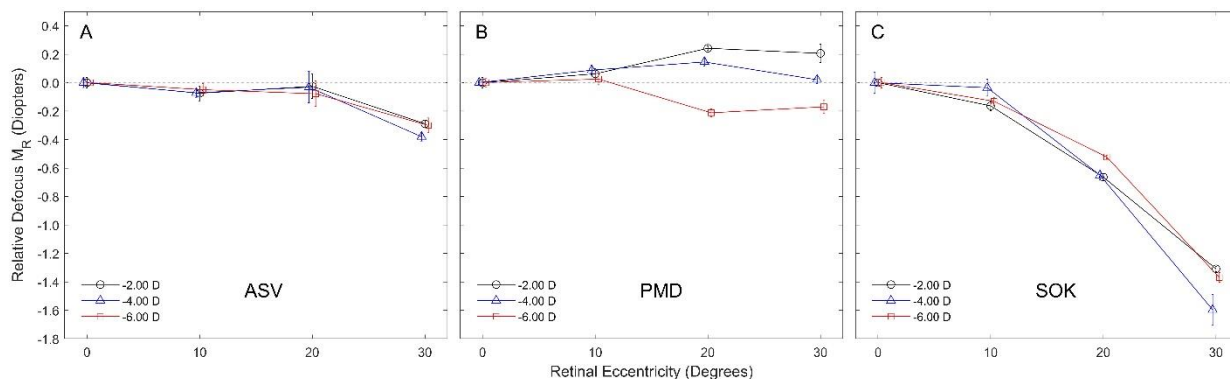 Relative Defocus M_R (Diopters)
0.4
0.2
0.0
-0.2
-0.4
-0.6
-0.8
-1.0
-1.2
-1.4
-1.6
-1.8
A
-2.00 D
-4.00 D
-6.00 D
ASV
0 10 20 30
B
-2.00 D
-4.00 D
-6.00 D
PMD
0 10 20 30
C
-2.00 D
-4.00 D
-6.00 D
SOK
0 10 20 30
Retinal Eccentricity (Degrees)